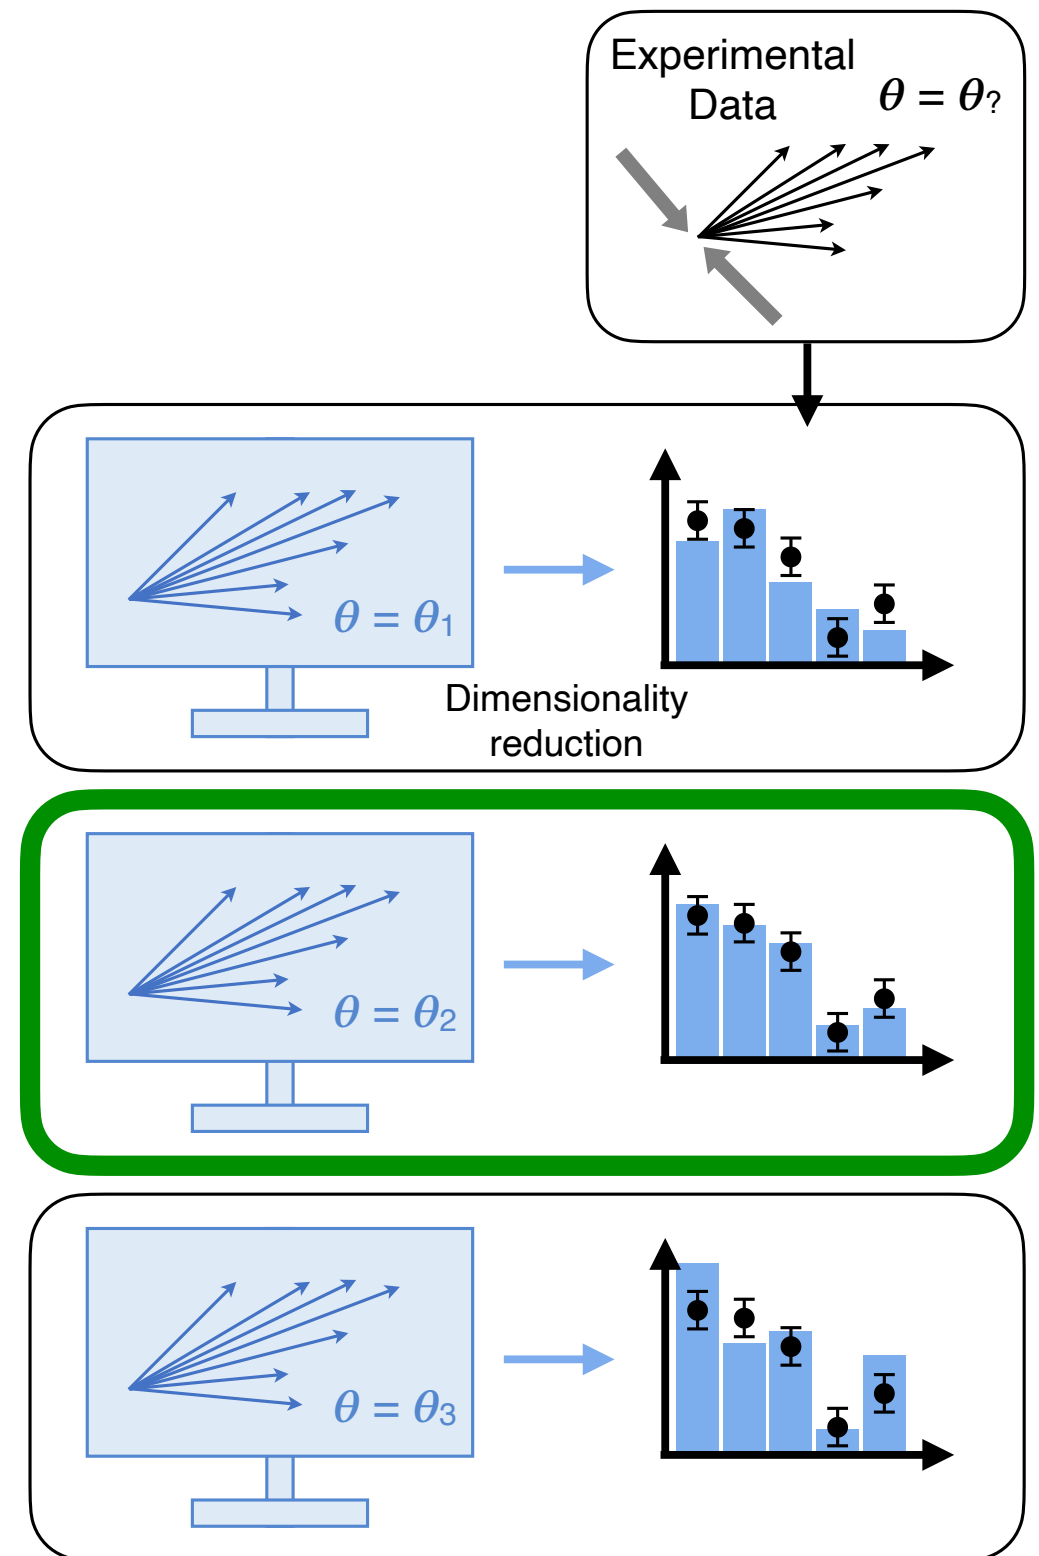 Experimental
Data
θ = θ?
θ = θ1
Dimensionality
reduction
θ = θ2
θ = θ3